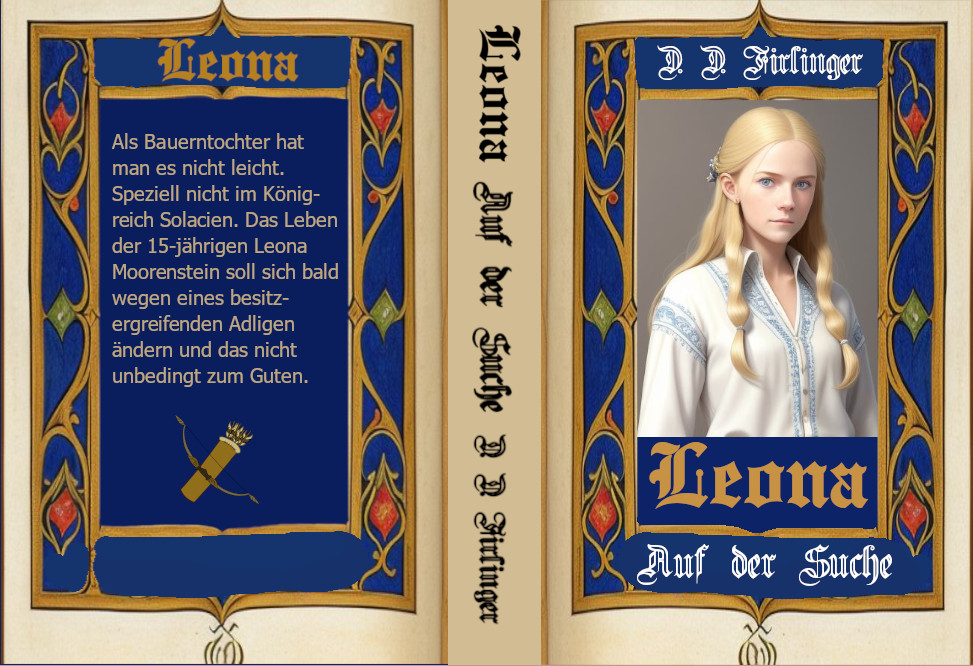 Leona
Als Bauerntochter hat
man es nicht leicht.
Speziell nicht im König-
reich Solacien. Das Leben
der 15-jährigen Leona
Moorenstein soll sich bald
wegen eines besitz-
ergreifenden Adligen
ändern und das nicht
unbedingt zum Guten.
Leona Auf der Suche D D Firlinger
D. D. Firlinger
Leona
Auf der Suche